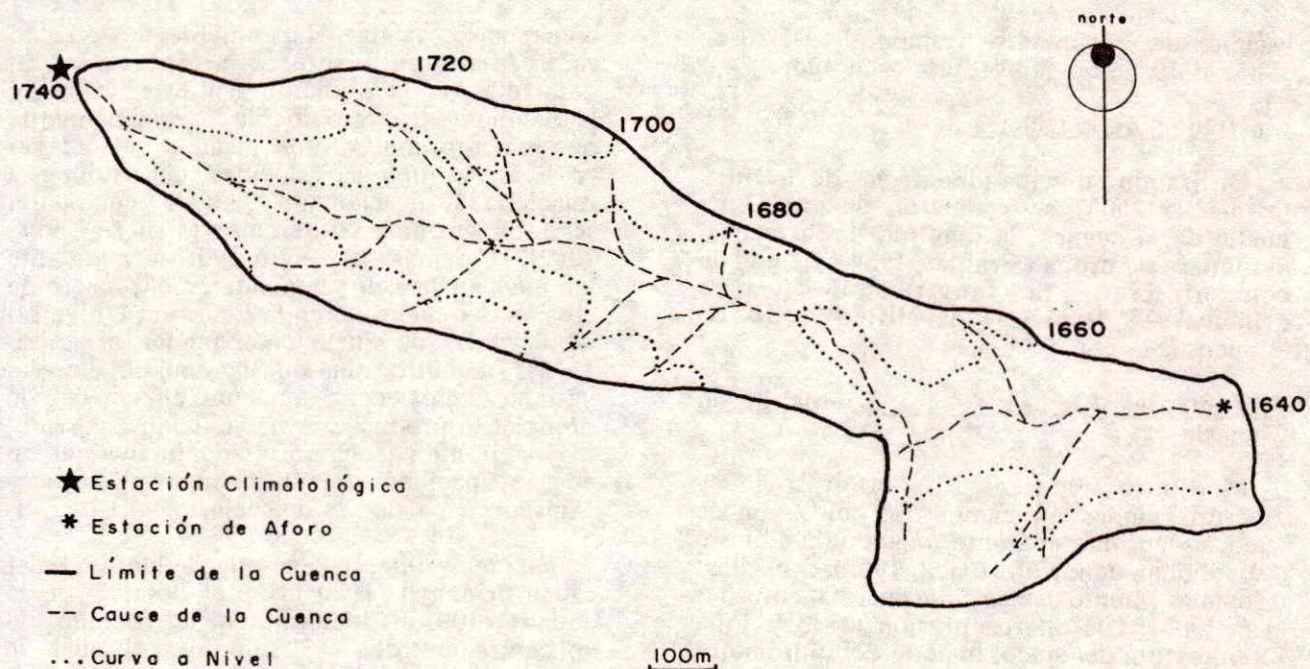 norte
1720
1740
1700
1680
1660
1640
Estación Climatológica
Estación de Aforo
Límite de la Cuenca
Cauce de la Cuenca
Curva a Nivel
100m